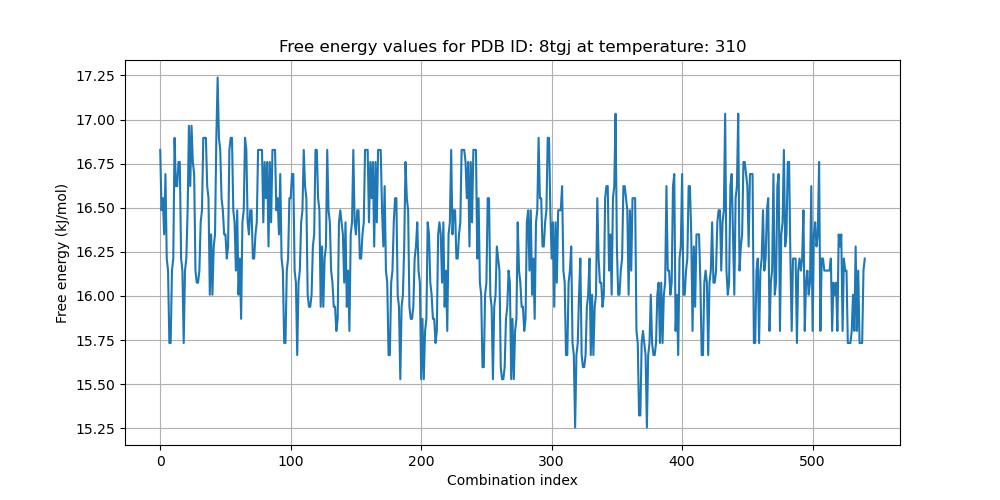 Free energy values for PDB ID: 8tgj at temperature: 310
Free energy (kJ/mol)
17.25
17.00
16.75
16.50
16.25
16.00
15.75
15.50
15.25
0 100 200 300 400 500
Combination index